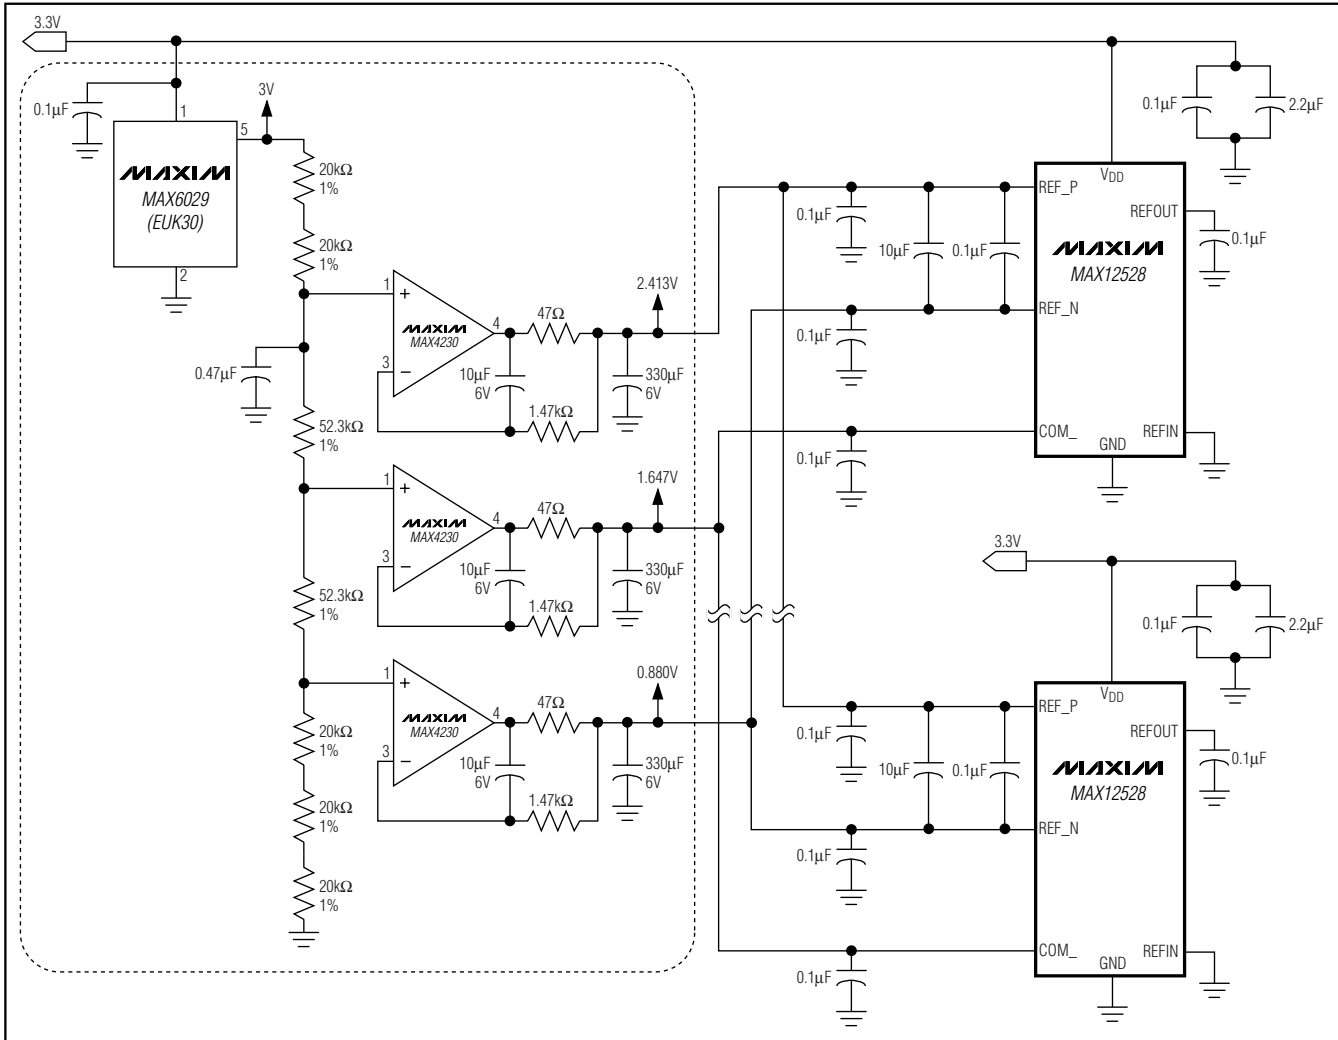 3.3V
0.1µF
1
3V
5
MAXIM
MAX6029
(EUK30)
2
20kΩ
1%
20kΩ
1%
0.47µF
52.3kΩ
1%
52.3kΩ
1%
20kΩ
1%
20kΩ
1%
20kΩ
1%
1
+
MAXIM
MAX4230
3
−
4
47Ω
10µF
6V
1.47kΩ
330µF
6V
2.413V
1
+
MAXIM
MAX4230
3
−
4
47Ω
10µF
6V
1.47kΩ
330µF
6V
1.647V
1
+
MAXIM
MAX4230
3
−
4
47Ω
10µF
6V
1.47kΩ
330µF
6V
0.880V
0.1µF
2.2µF
0.1µF
10µF
0.1µF
0.1µF
0.1µF
VDD
REF_P
REFOUT
0.1µF
MAXIM
MAX12528
REF_N
COM_
GND
REFIN
3.3V
0.1µF
2.2µF
0.1µF
10µF
0.1µF
0.1µF
0.1µF
VDD
REF_P
REFOUT
0.1µF
MAXIM
MAX12528
REF_N
COM_
GND
REFIN